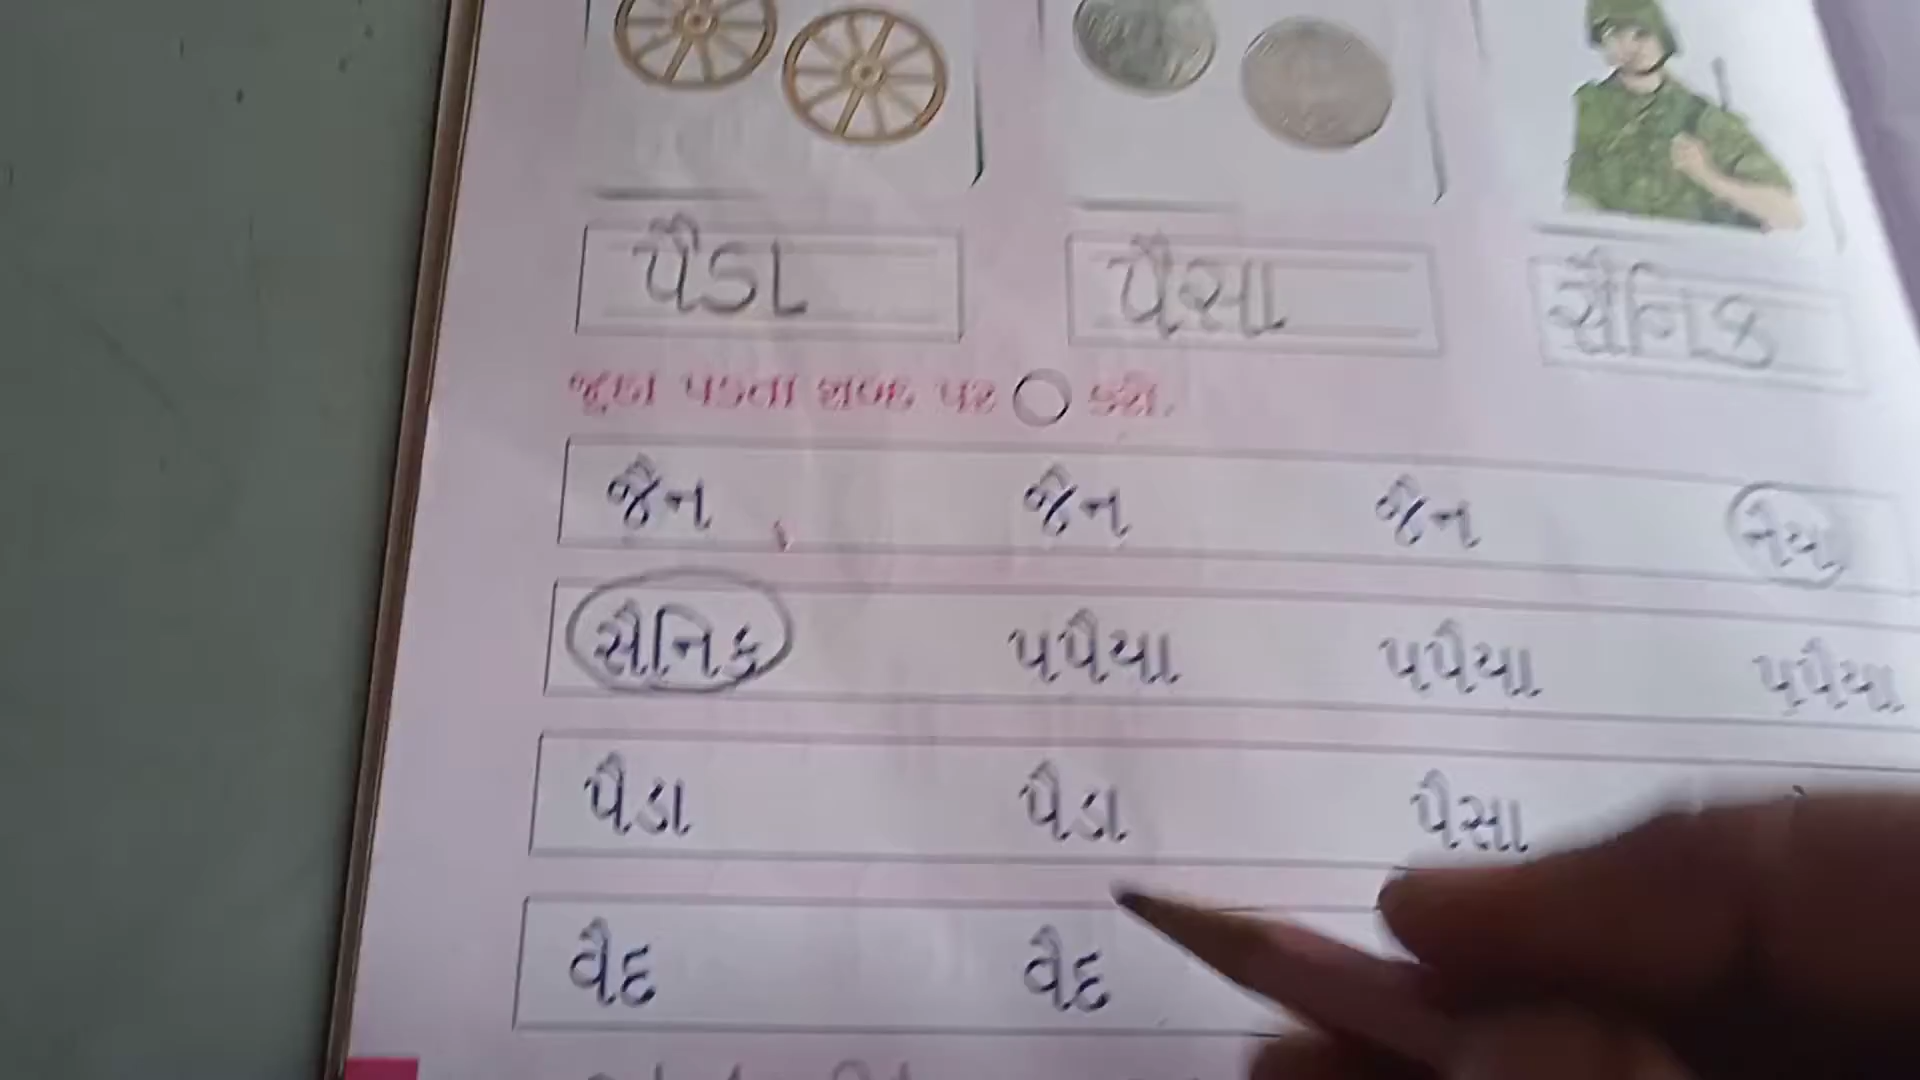 પૈડા પૈસા સૈનિક
જુદા પડતા શબ્દ પર ◯ કરો.
જૈન જૈન જૈન
સૈનિક પપૈયા પપૈયા પપૈયા
પૈડા પૈડા પૈસા
વૈદ વૈદ